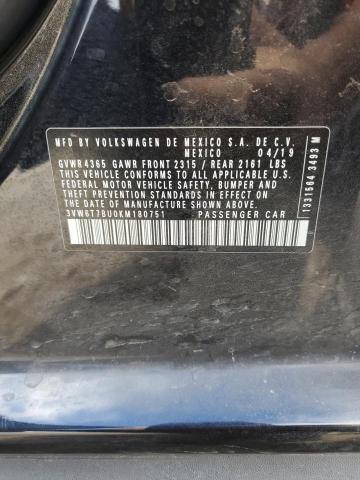 MFD. BY VOLKSWAGEN DE MEXICO S.A. DE C.V.
MEXICO 04/19
GVWR 4365 GAWR FRONT 2315 / REAR 2161 LBS
THIS VEHICLE CONFORMS TO ALL APPLICABLE U.S.
FEDERAL MOTOR VEHICLE SAFETY, BUMPER AND
THEFT PREVENTION STANDARDS IN EFFECT ON THE
DATE OF MANUFACTURE SHOWN ABOVE.
3VW6T7BU0KM180751 PASSENGER CAR
1331564 3493 M